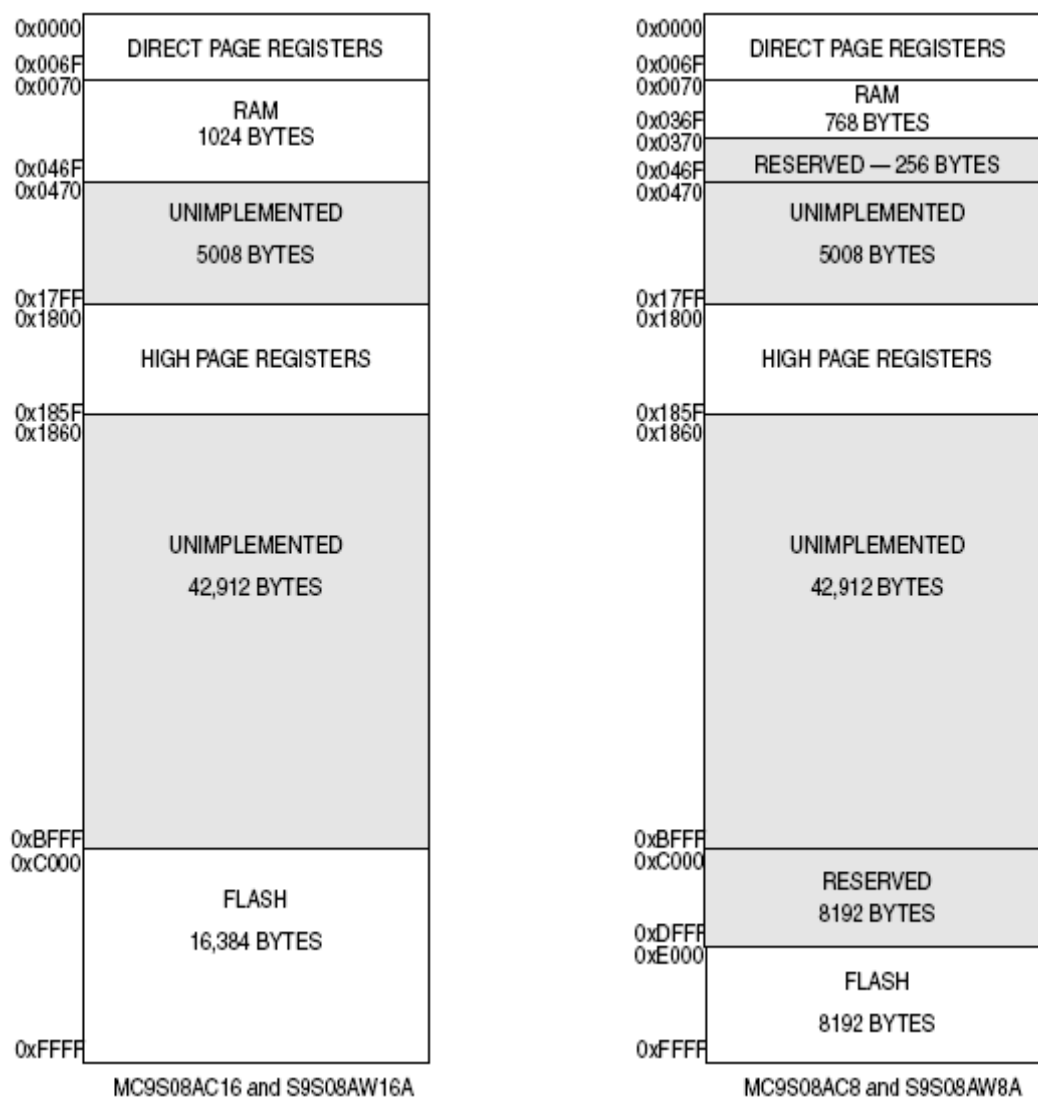 0x0000
DIRECT PAGE REGISTERS
0x006F
0x0070
RAM
1024 BYTES
0x046F
0x0470
UNIMPLEMENTED
5008 BYTES
0x17FF
0x1800
HIGH PAGE REGISTERS
0x185F
0x1860
UNIMPLEMENTED
42,912 BYTES
0xBFFF
0xC000
FLASH
16,384 BYTES
0xFFFF
MC9S08AC16 and S9S08AW16A
0x0000
DIRECT PAGE REGISTERS
0x006F
0x0070
RAM
768 BYTES
0x036F
0x0370
RESERVED — 256 BYTES
0x046F
0x0470
UNIMPLEMENTED
5008 BYTES
0x17FF
0x1800
HIGH PAGE REGISTERS
0x185F
0x1860
UNIMPLEMENTED
42,912 BYTES
0xBFFF
0xC000
RESERVED
8192 BYTES
0xDFFF
0xE000
FLASH
8192 BYTES
0xFFFF
MC9S08AC8 and S9S08AW8A